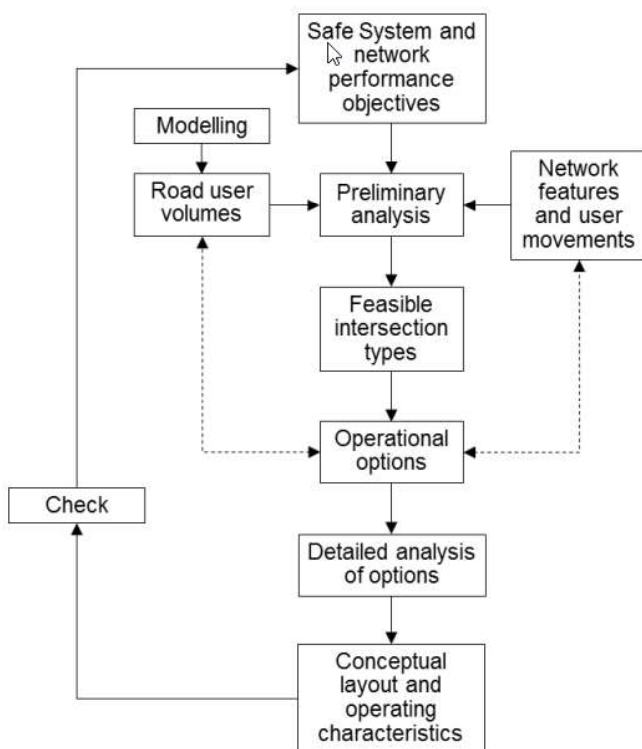 Safe System and
network
performance
objectives
Modelling
Road user
volumes
Preliminary
analysis
Network
features
and user
movements
Feasible
intersection
types
Operational
options
Check
Detailed analysis
of options
Conceptual
layout and
operating
characteristics